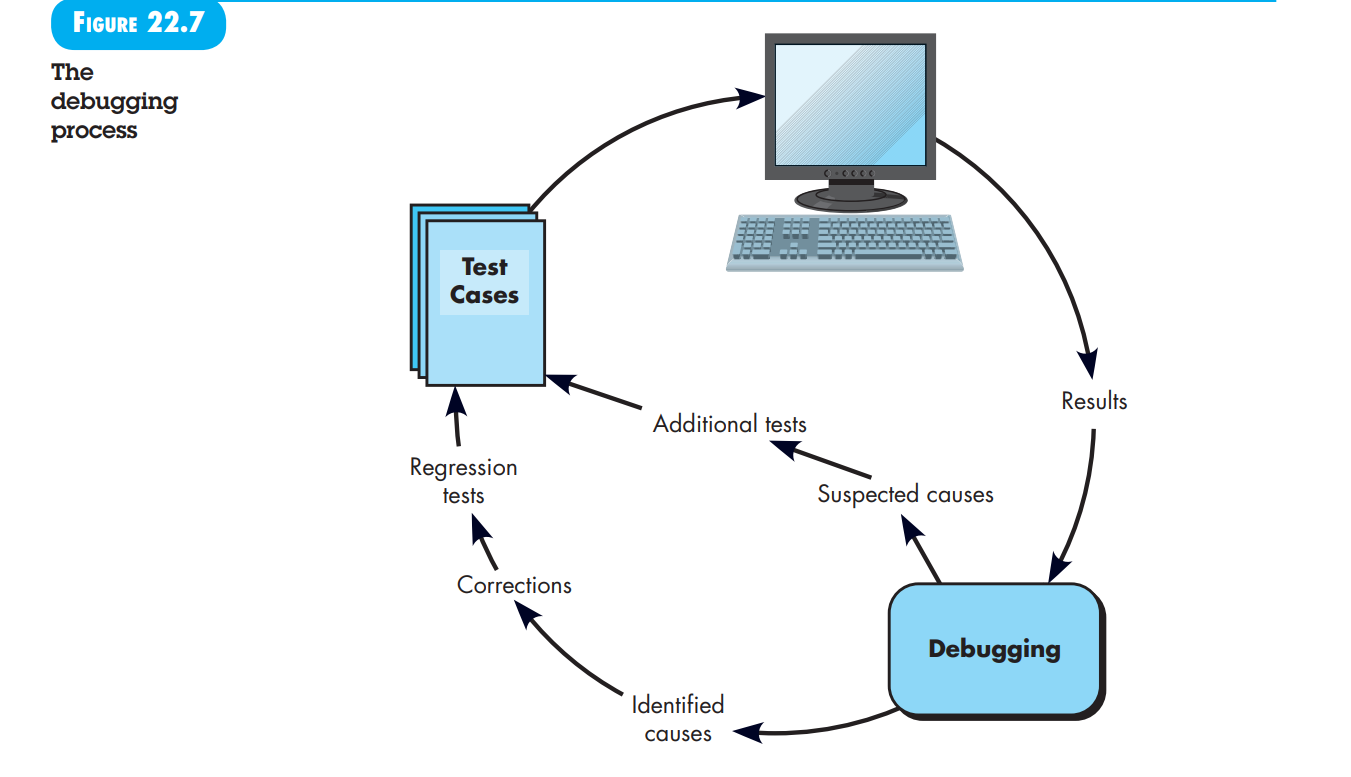 FIGURE 22.7
The
debugging
process
Test
Cases
Results
Additional tests
Regression
tests
Suspected causes
Corrections
Debugging
Identified
causes